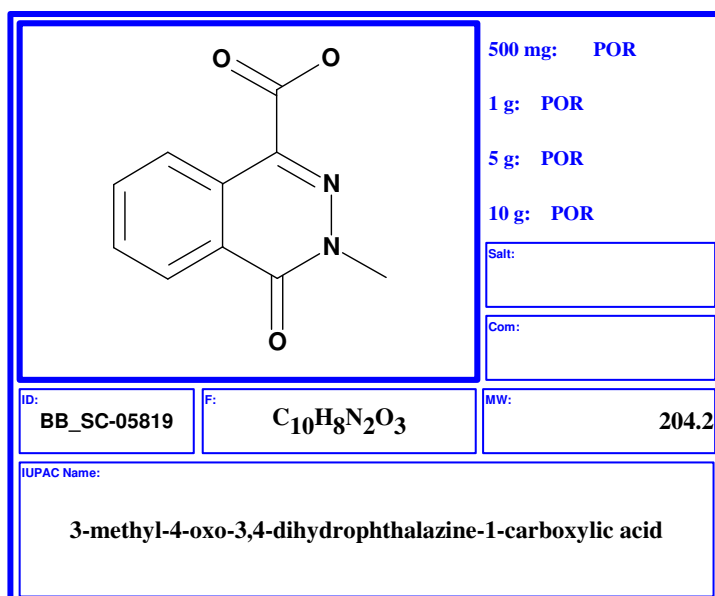 O
O
N
N
O
500 mg: POR
1 g: POR
5 g: POR
10 g: POR
Salt:
Com:
ID:
BB_SC-05819
F:
C10H8N2O3
MW:
204.2
IUPAC Name:
3-methyl-4-oxo-3,4-dihydrophthalazine-1-carboxylic acid